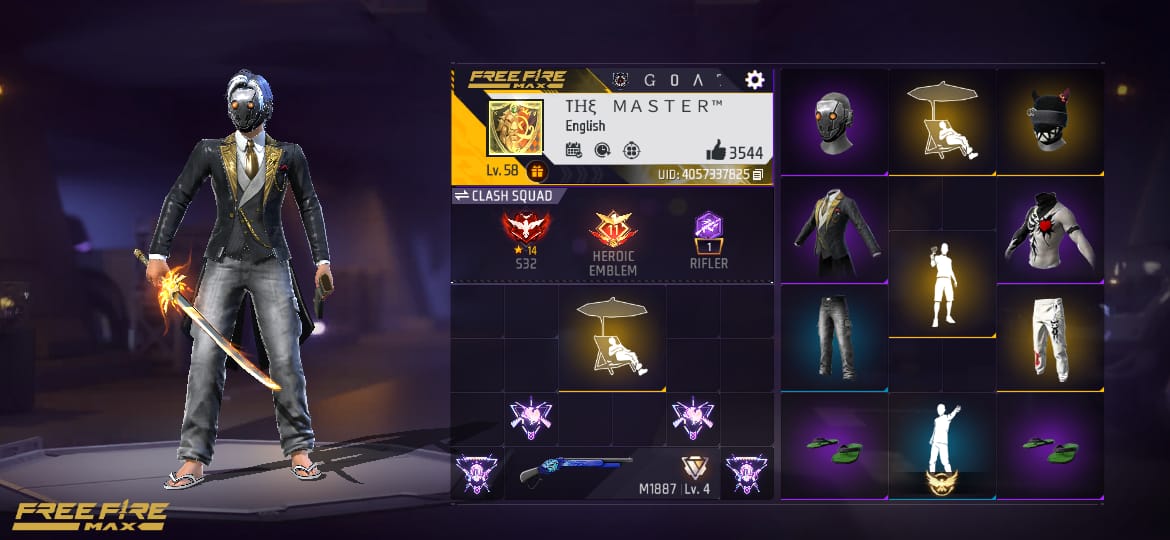 FREE FIRE
MAX
G O A T
ΤΗξ MASTER™
English
3544
Lv. 58
UID: 4057337825
CLASH SQUAD
14
S32
11
HEROIC
EMBLEM
1
RIFLER
M1887 Lv. 4
FREE FIRE
MAX